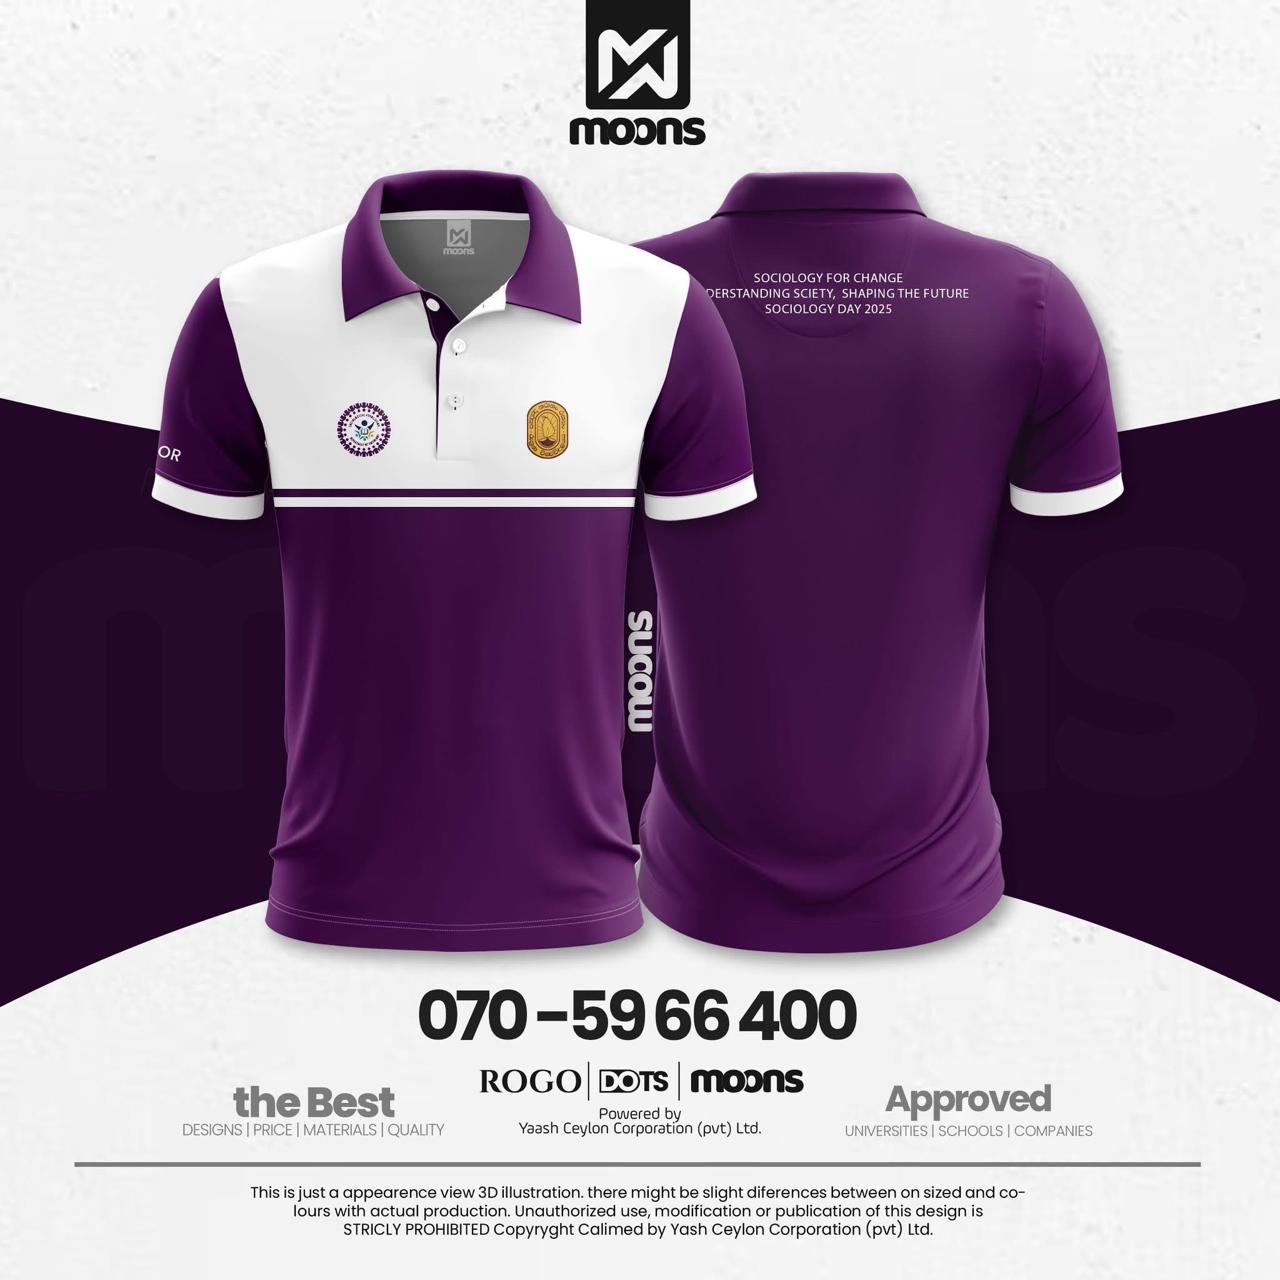 moons
moons
SOCIOLOGY FOR CHANGE
DERSTANDING SCIETY, SHAPING THE FUTURE
SOCIOLOGY DAY 2025
OR
moons
070-59 66 400
ROGO | DOTS | moons
Powered by
Yaash Ceylon Corporation (pvt) Ltd.
the Best
DESIGNS | PRICE | MATERIALS | QUALITY
Approved
UNIVERSITIES | SCHOOLS | COMPANIES
This is just a appearence view 3D illustration. there might be slight diferences between on sized and co-
lours with actual production. Unauthorized use, modification or publication of this design is
STRICLY PROHIBITED Copyryght Calimed by Yash Ceylon Corporation (pvt) Ltd.